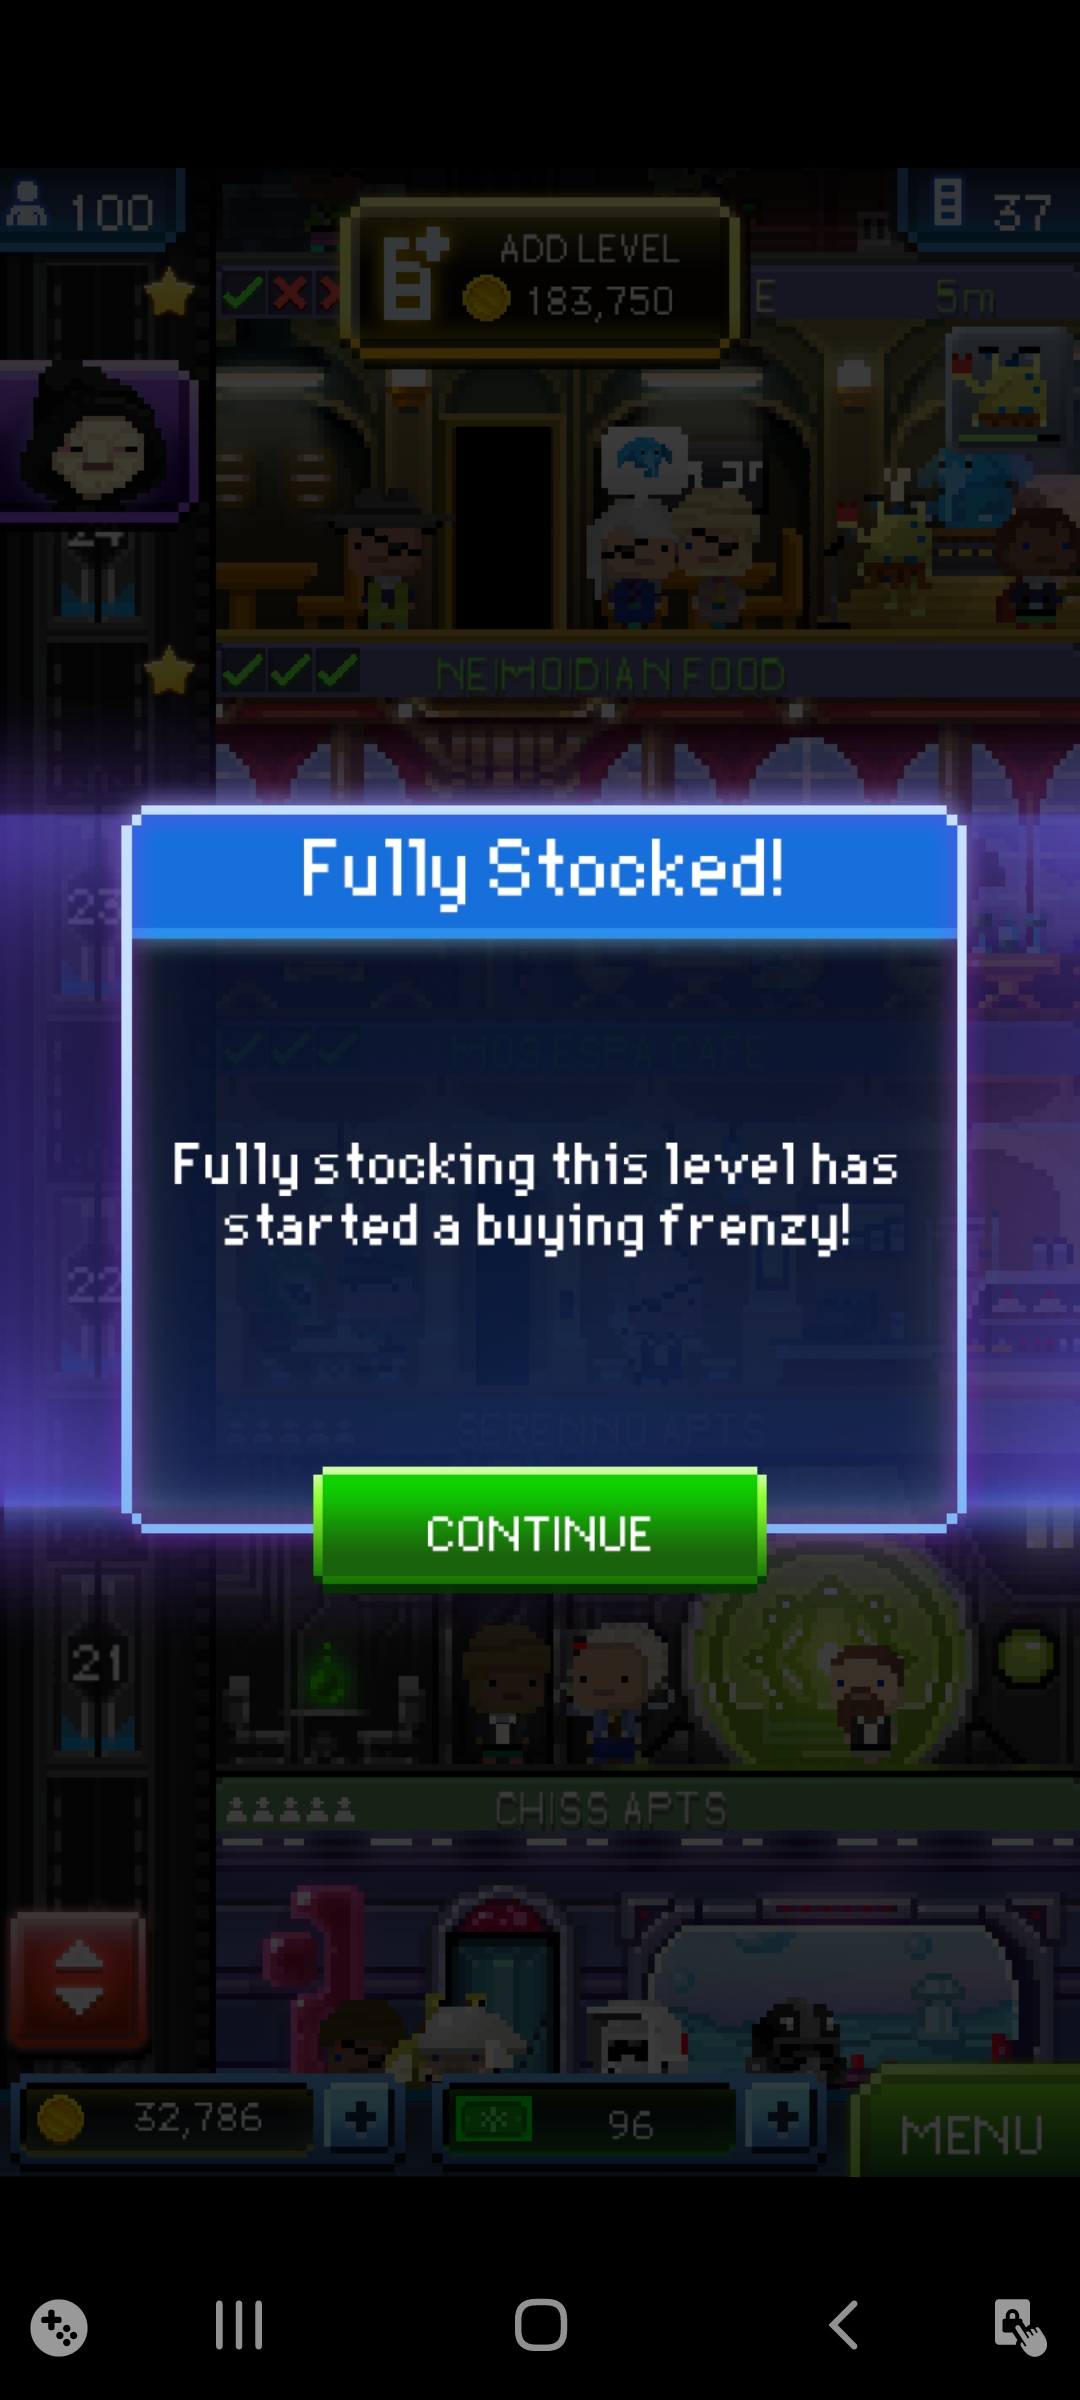 100
ADD LEVEL
183,750
37
E
5m
24
NEIMOIDIAN FOOD
Fully Stocked!
23
MOS ESPA CAFE
Fully stocking this level has
started a buying frenzy!
22
SERENNO APTS
CONTINUE
21
CHISS APTS
32,786
96
MENU